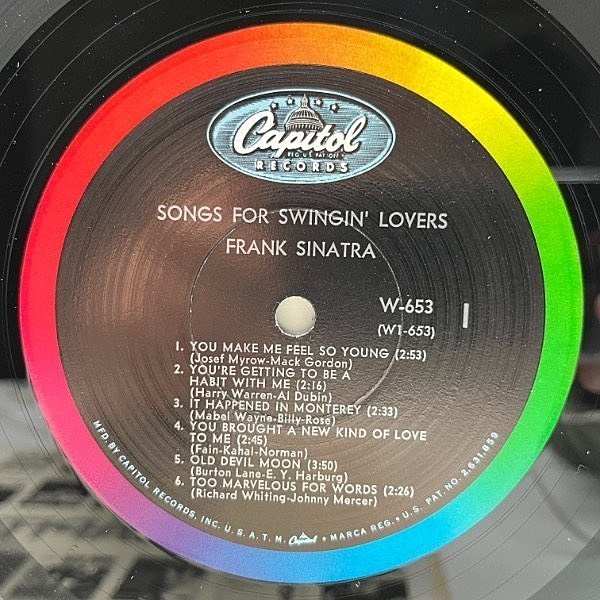 Capitol
REG. U.S. PAT. OFF.
RECORDS
SONGS FOR SWINGIN' LOVERS
FRANK SINATRA
W-653
(W1-653)
1
1. YOU MAKE ME FEEL SO YOUNG (2:53)
(Josef Myrow-Mack Gordon)
2. YOU'RE GETTING TO BE A
HABIT WITH ME (2:16)
(Harry Warren-Al Dubin)
3. IT HAPPENED IN MONTEREY (2:33)
(Mabel Wayne-Billy-Rose)
4. YOU BROUGHT A NEW KIND OF LOVE
TO ME (2:45)
(Fain-Kahal-Norman)
5. OLD DEVIL MOON (3:50)
(Burton Lane-E. Y. Harburg)
6. TOO MARVELOUS FOR WORDS (2:26)
(Richard Whiting-Johnny Mercer)
MFD. BY CAPITOL RECORDS, INC. U.S.A. T.M. Capitol • MARCA REG. • U.S. PAT. NO. 2,631,859